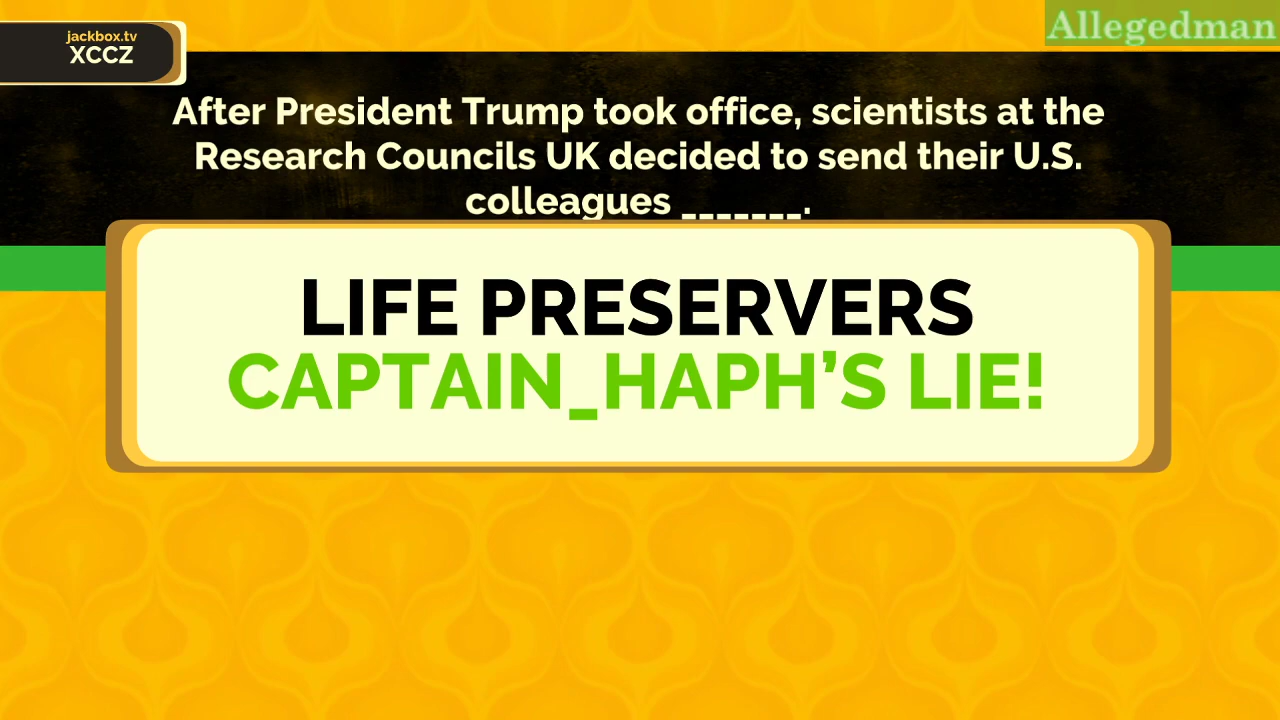 jackbox.tv
XCCZ
Allegedman
After President Trump took office, scientists at the
Research Councils UK decided to send their U.S.
colleagues _______.
LIFE PRESERVERS
CAPTAIN_HAPH’S LIE!